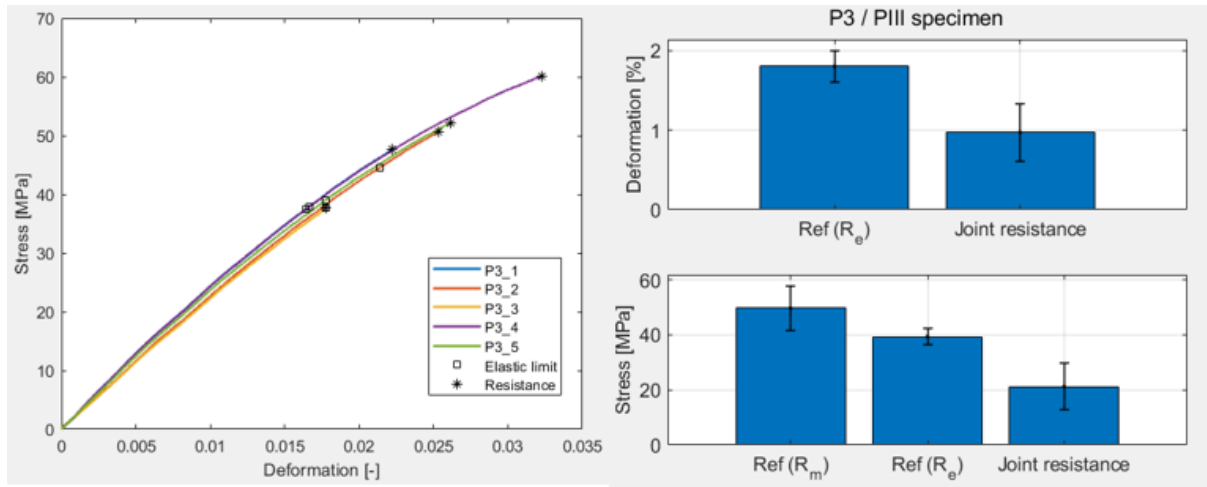 70
60
50
40
30
20
10
0
Stress [MPa]
0
0.005
0.01
0.015
0.02
0.025
0.03
0.035
Deformation [-]
P3_1
P3_2
P3_3
P3_4
P3_5
Elastic limit
Resistance
P3 / PIII specimen
2
1
0
Deformation [%]
Ref (Re)
Joint resistance
60
40
20
0
Stress [MPa]
Ref (Rm)
Ref (Re)
Joint resistance